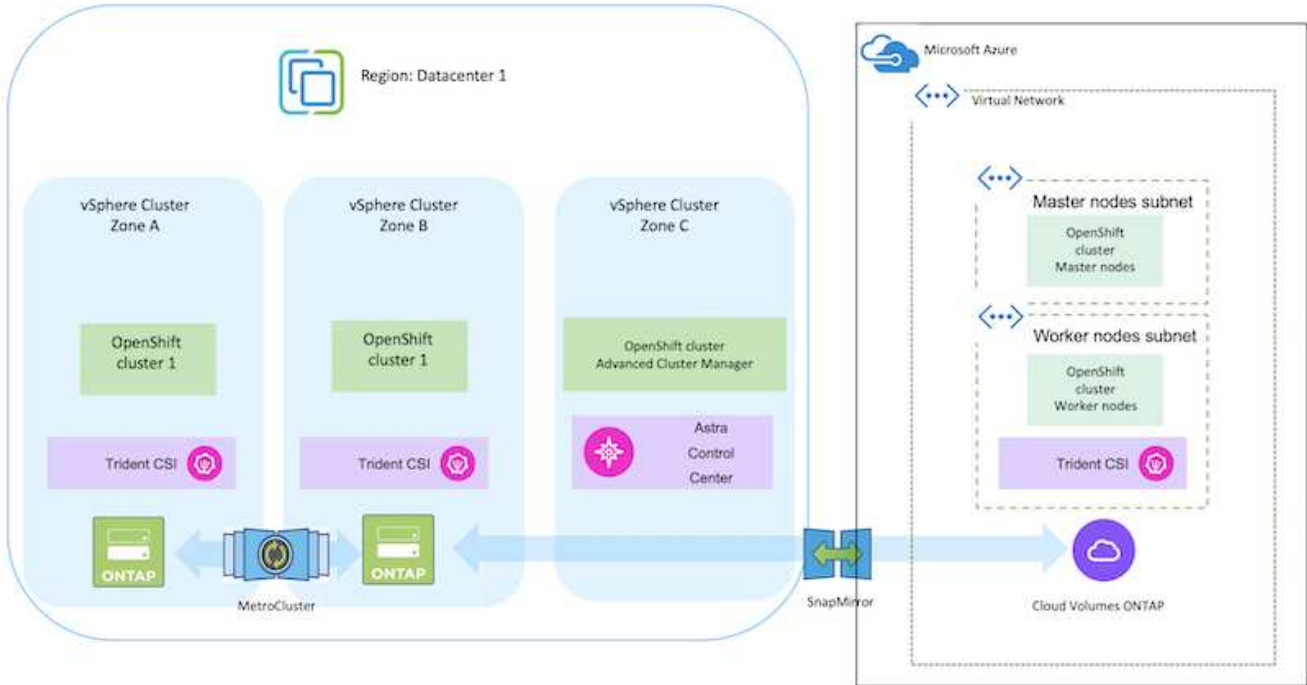 Region: Datacenter 1
vSphere Cluster
Zone A
OpenShift
cluster 1
Trident CSI
ONTAP
MetroCluster
vSphere Cluster
Zone B
OpenShift
cluster 1
Trident CSI
ONTAP
vSphere Cluster
Zone C
OpenShift cluster
Advanced Cluster Manager
Astra
Control
Center
SnapMirror
Microsoft Azure
Virtual Network
Master nodes subnet
OpenShift
cluster
Master nodes
Worker nodes subnet
OpenShift
cluster
Worker nodes
Trident CSI
Cloud Volumes ONTAP